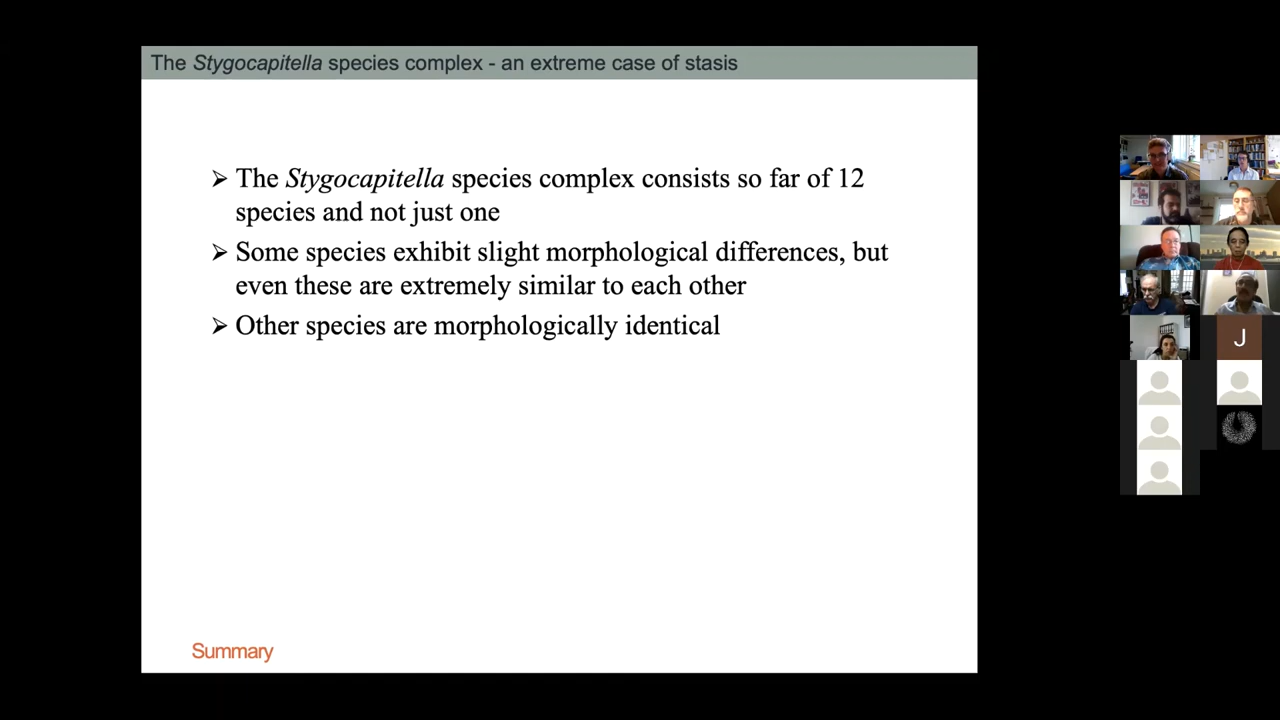 The Stygocapitella species complex - an extreme case of stasis
➢ The Stygocapitella species complex consists so far of 12
species and not just one
➢ Some species exhibit slight morphological differences, but
even these are extremely similar to each other
➢ Other species are morphologically identical
J
Summary